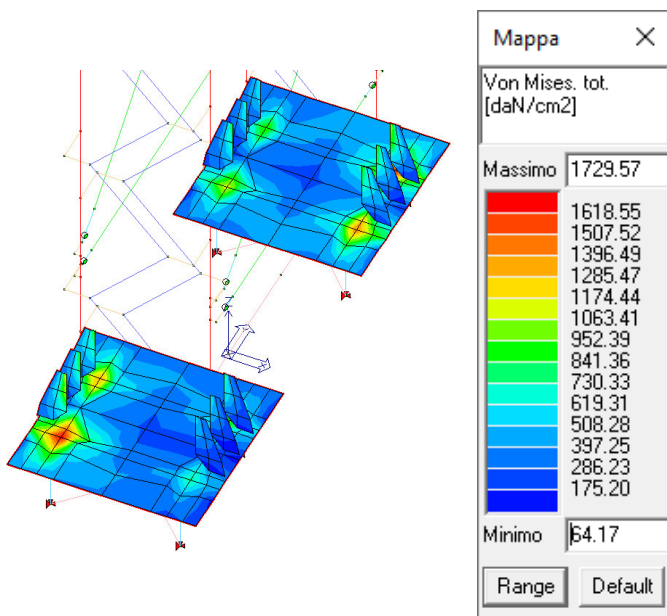 Mappa
Von Mises. tot.
[daN/cm2]
Massimo 1729.57
1618.55
1507.52
1396.49
1285.47
1174.44
1063.41
952.39
841.36
730.33
619.31
508.28
397.25
286.23
175.20
Minimo 64.17
Range Default